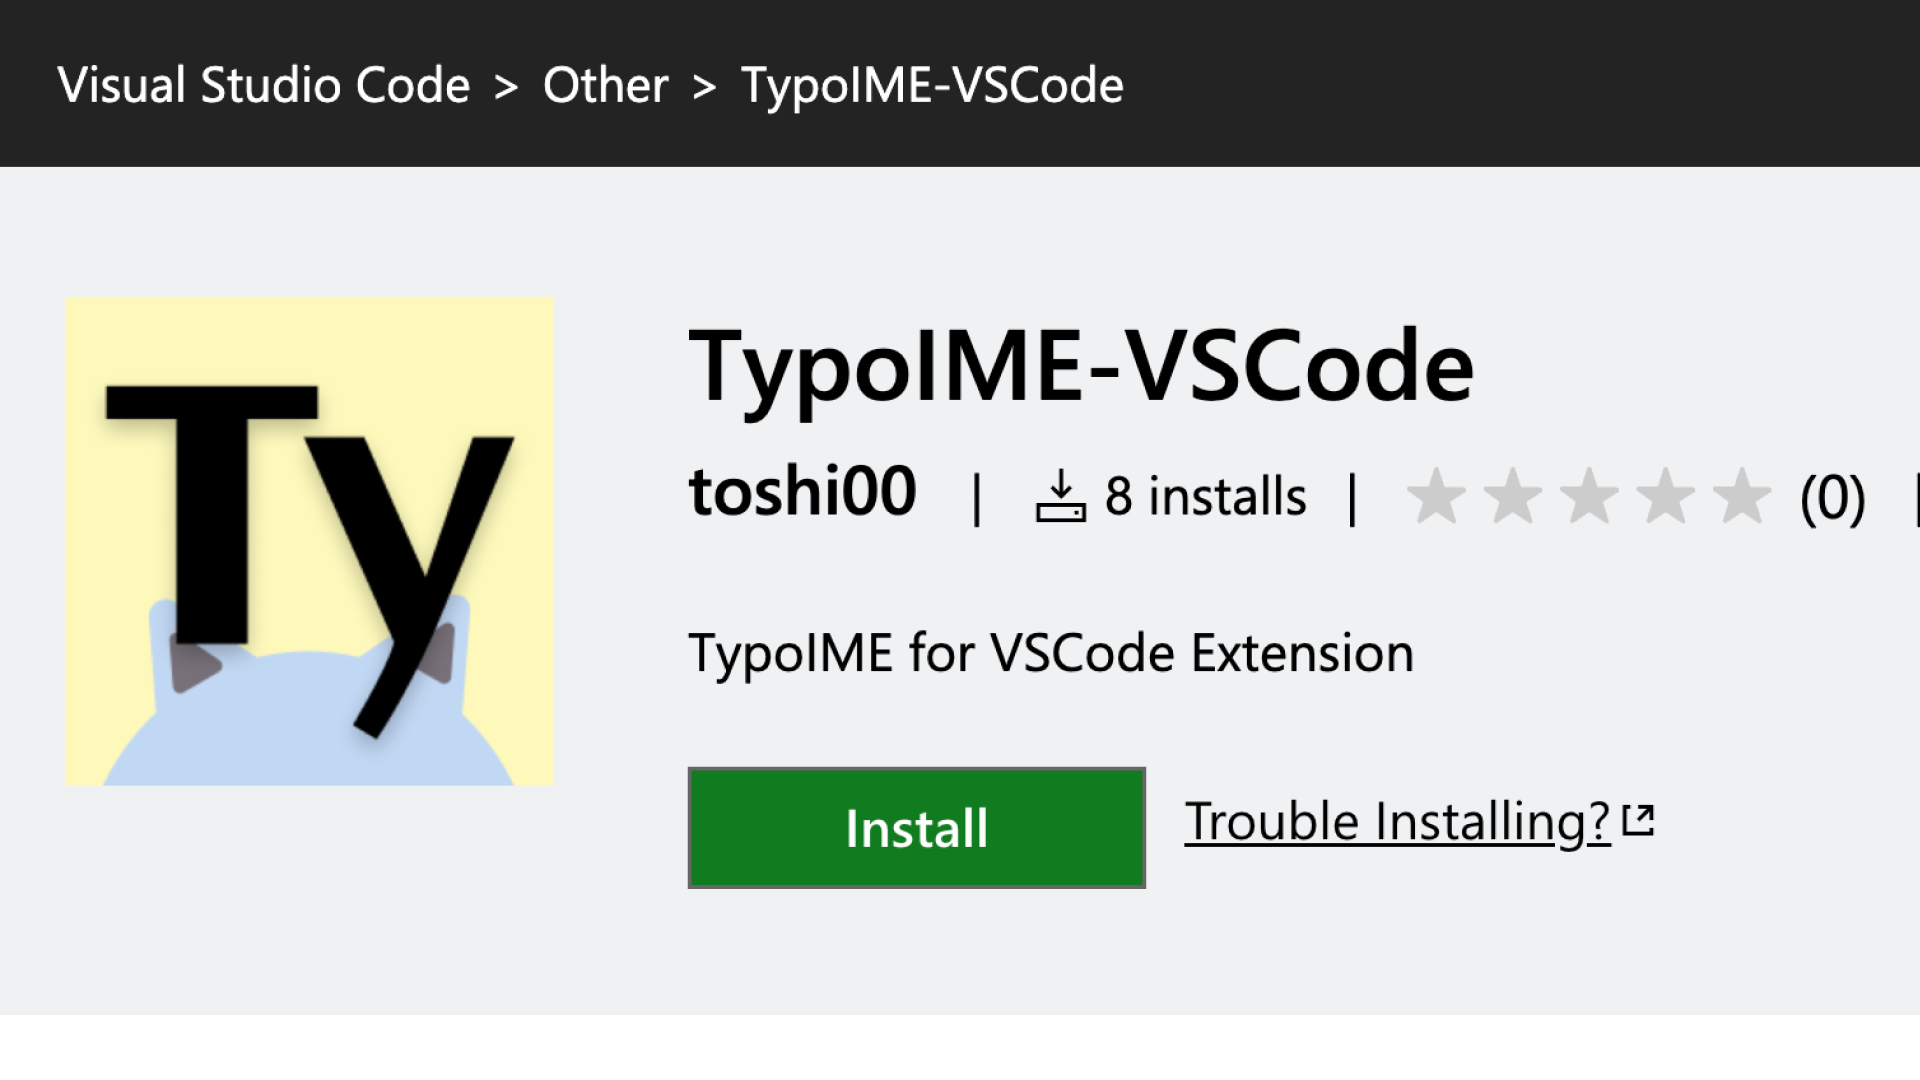 Visual Studio Code > Other > TypoIME-VSCode
Ty
TypoIME-VSCode
toshi00 | 8 installs | (0) |
TypoIME for VSCode Extension
Install Trouble Installing?